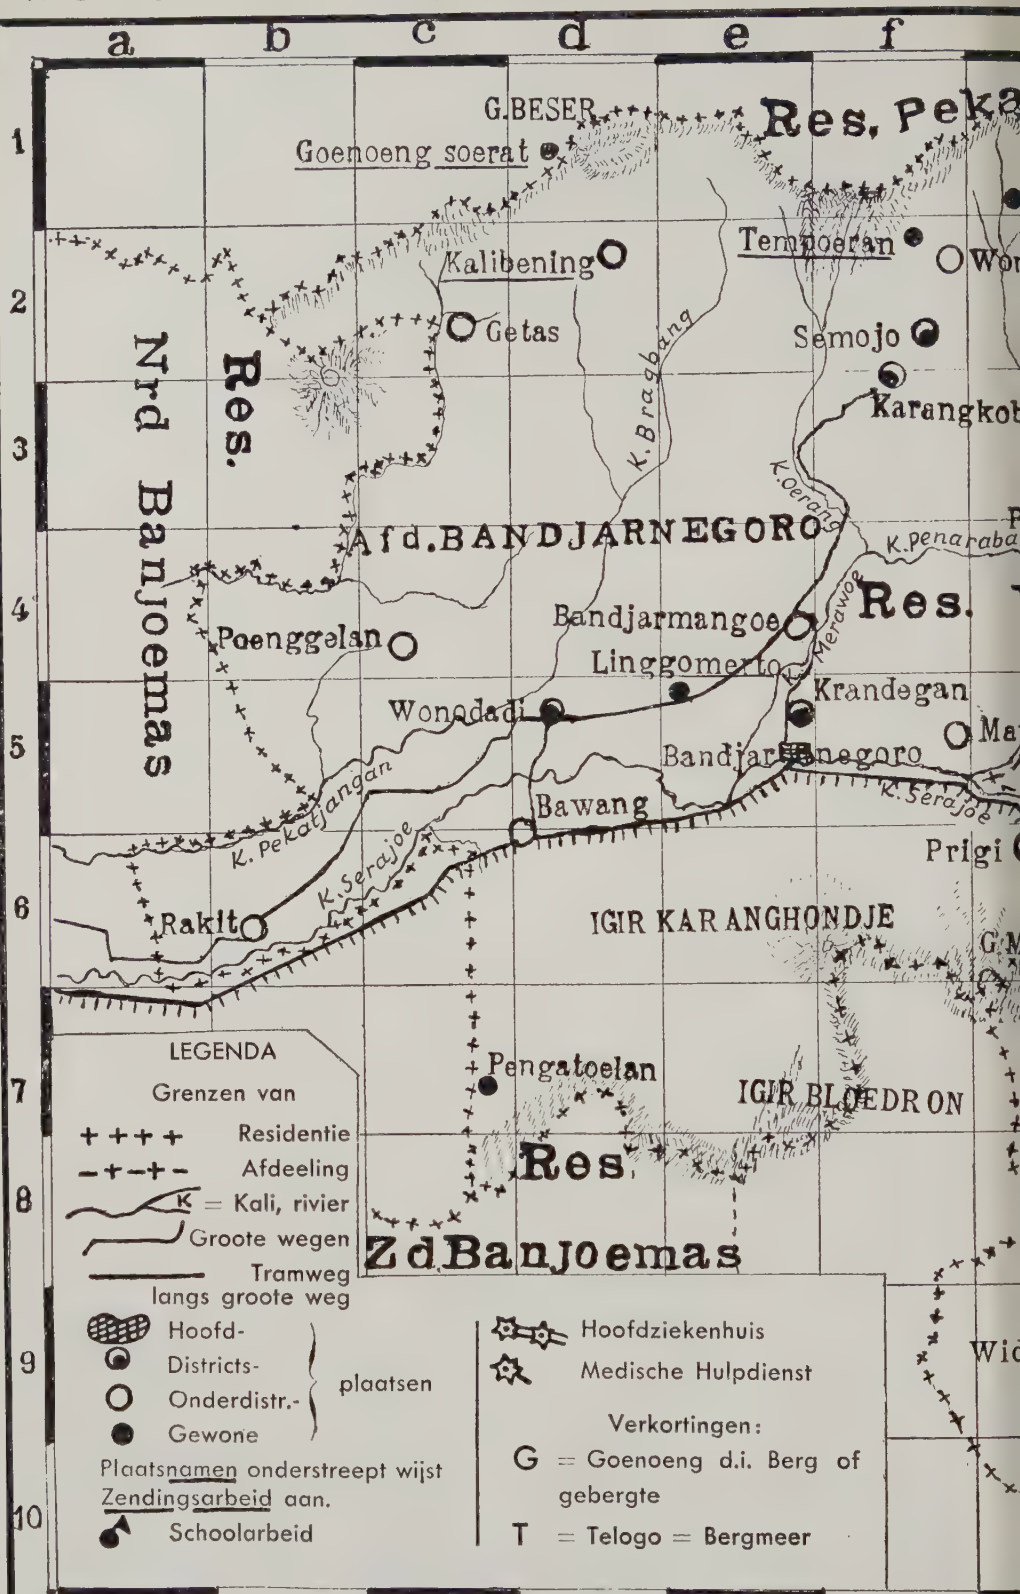 a b c d e f
1
G.BESER
Res. Peka
Goenoeng soerat
Tempoeran
Kalibening
Won
2
Getas
Semojo
K. Bragbang
Nrd Banjoemas
Res.
Karangkob
3
K.Oerang
Afd.BANDJARNEGORO
K.Penaraba
4
Res.
Bandjarmangoe
K. Merawoe
Poenggelan
Linggomerto
Krandegan
Wonodadi
5
Bandjarnegoro
K. Pekatjangan
K. Serajoe
Bawang
K. Serajoe
Prigi
6
Rakit
IGIR KARANGHONDJE
G.M
7
Pengatoelan
IGIR BLOEDRON
8
Res.
Zd.Banjoemas
LEGENDA
Grenzen van
Residentie
Afdeeling
K = Kali, rivier
Groote wegen
Tramweg
langs groote weg
Hoofd-
Districts-
Onderdistr.-
Gewone
plaatsen
Plaatsnamen onderstreept wijst
Zendingsarbeid aan.
Schoolarbeid
Hoofdziekenhuis
Medische Hulpdienst
Verkortingen:
G = Goenoeng d.i. Berg of
gebergte
T = Telogo = Bergmeer
9
Wid
10